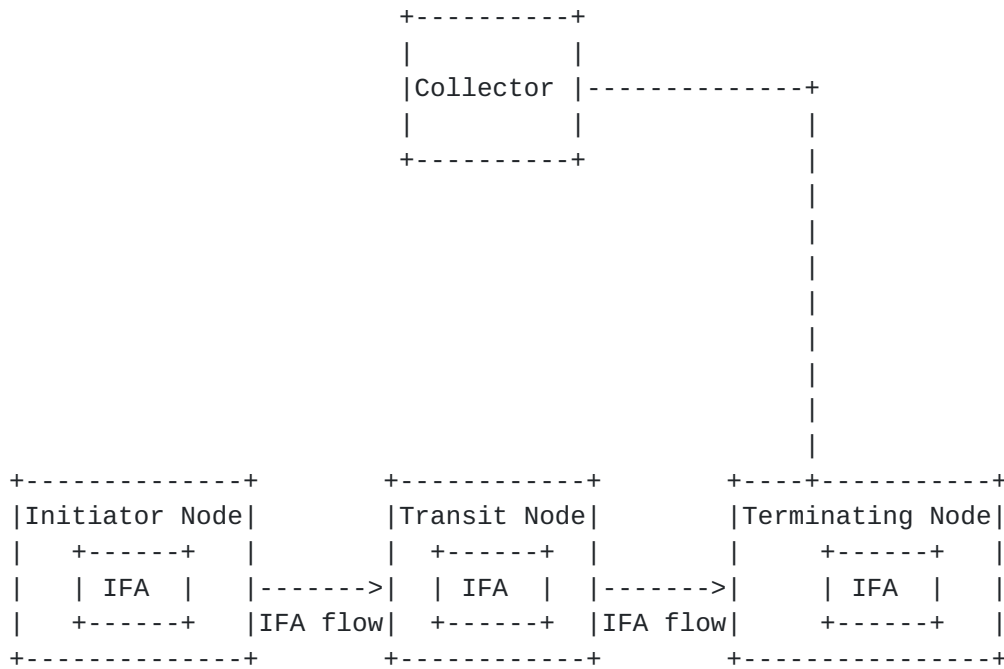 Collector
Initiator Node Transit Node Terminating Node
IFA IFA IFA
IFA flow IFA flow